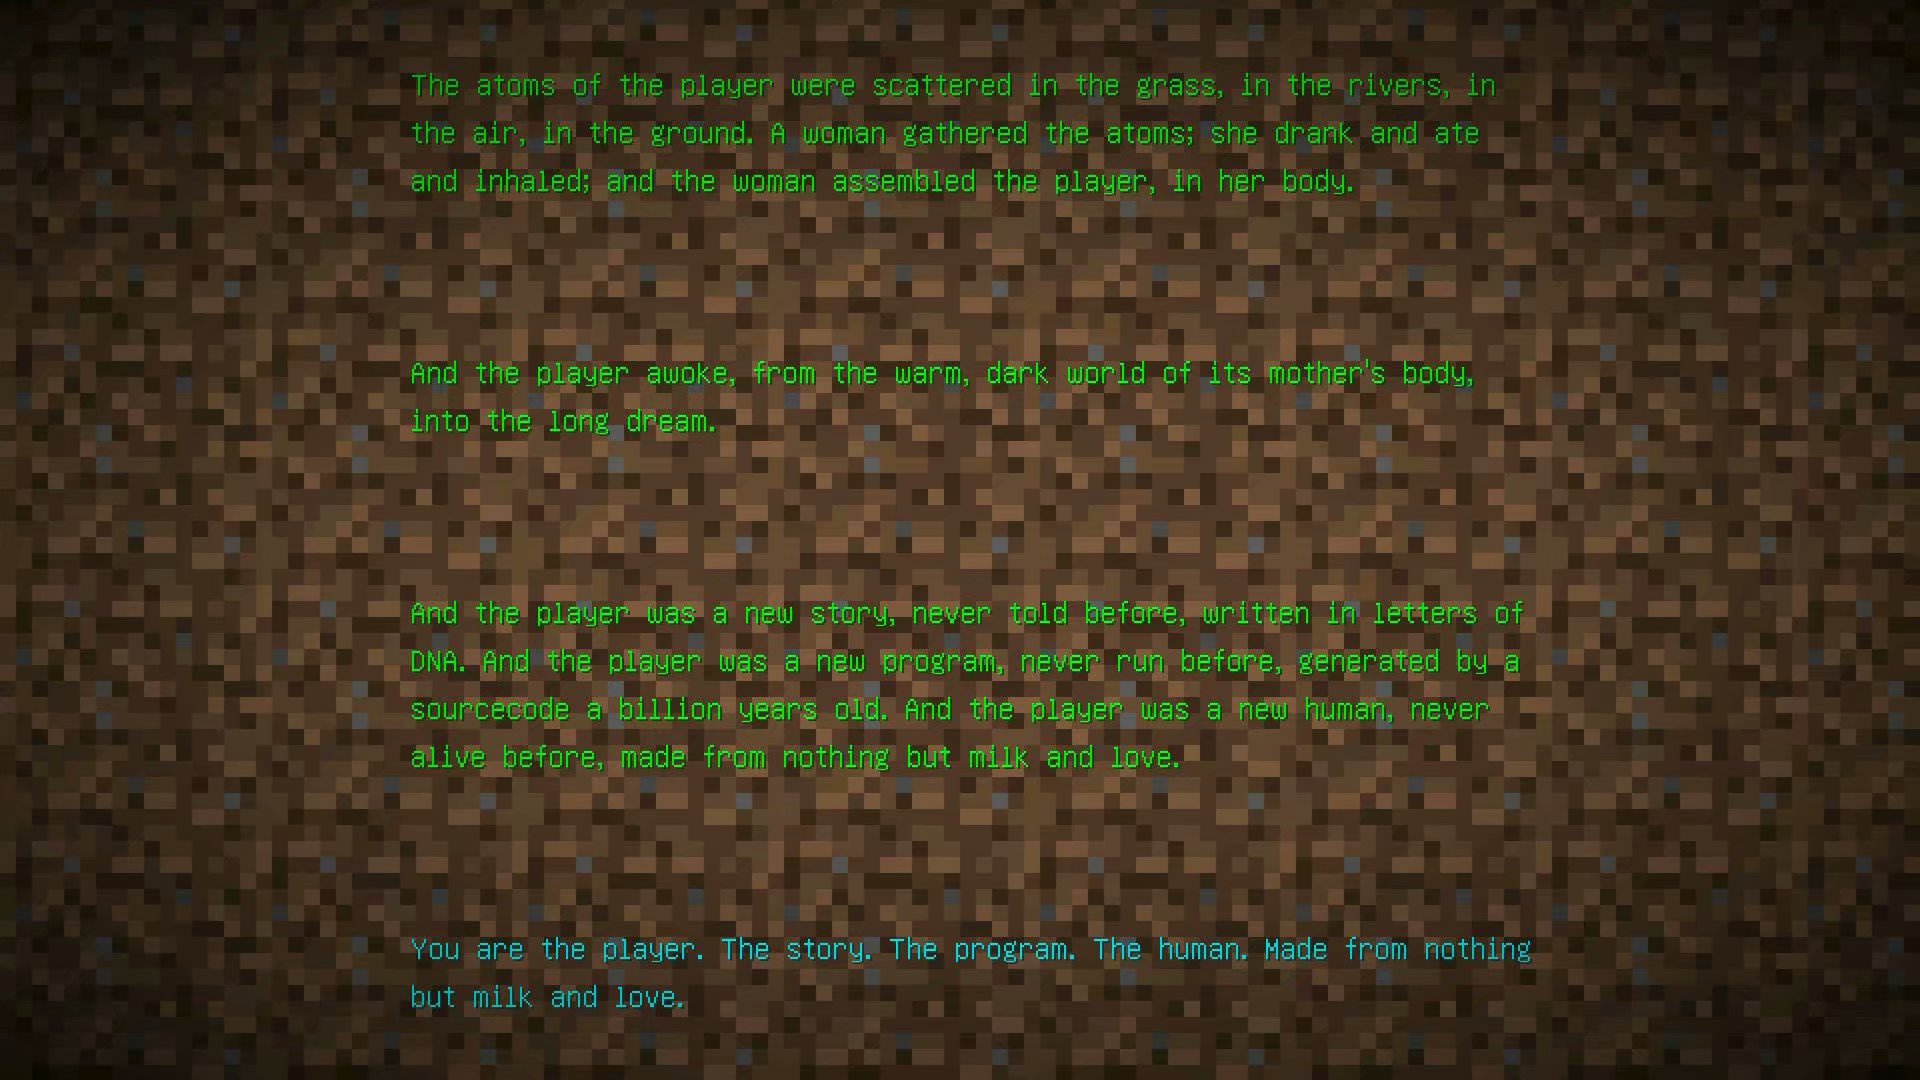 The atoms of the player were scattered in the grass, in the rivers, in
the air, in the ground. A woman gathered the atoms; she drank and ate
and inhaled; and the woman assembled the player, in her body.
And the player awoke, from the warm, dark world of its mother's body,
into the long dream.
And the player was a new story, never told before, written in letters of
DNA. And the player was a new program, never run before, generated by a
sourcecode a billion years old. And the player was a new human, never
alive before, made from nothing but milk and love.
You are the player. The story. The program. The human. Made from nothing
but milk and love.